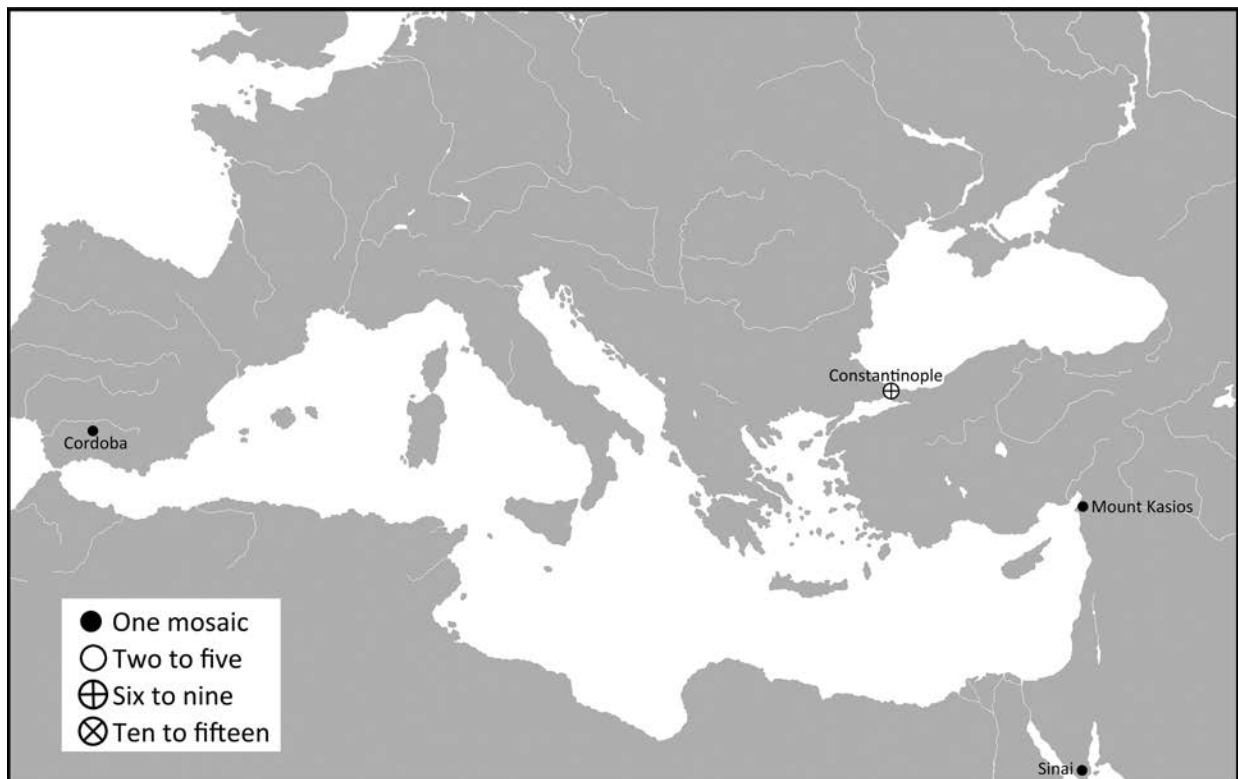 Constantinople
Cordoba
Mount Kasios
One mosaic
Two to five
Six to nine
Ten to fifteen
Sinai